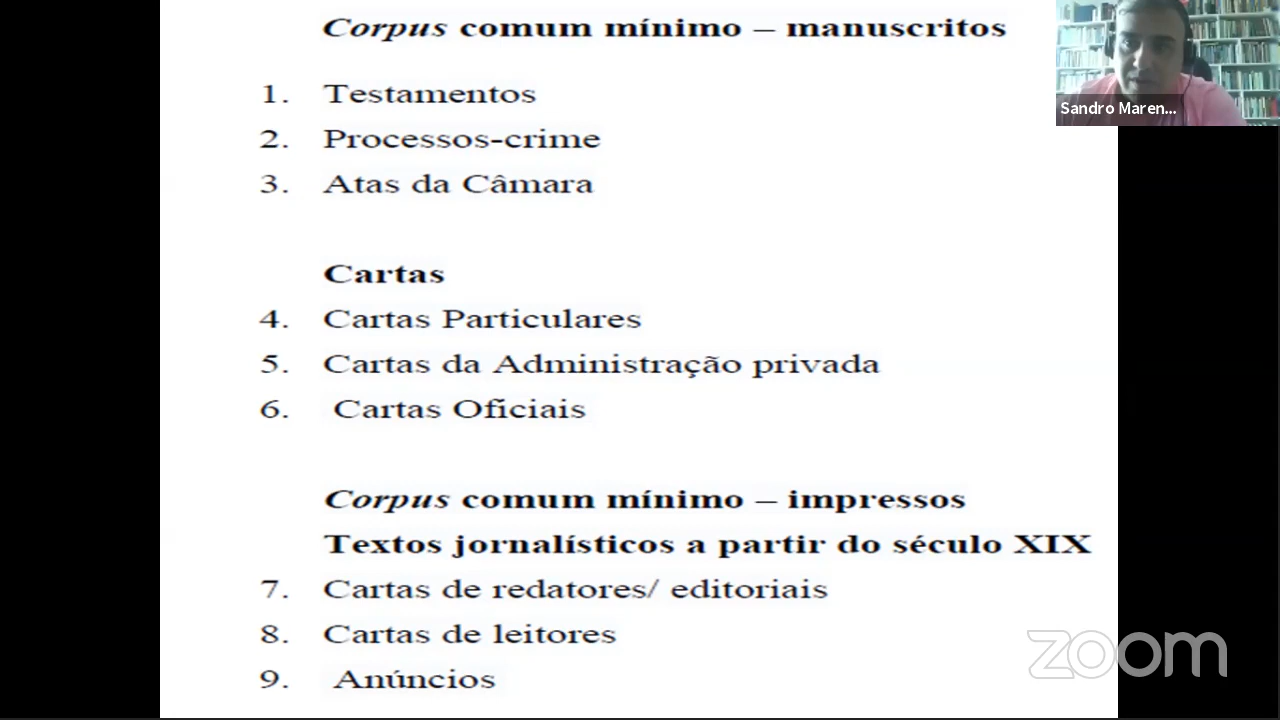 Corpus comum mínimo – manuscritos
1. Testamentos
2. Processos-crime
3. Atas da Câmara
Cartas
4. Cartas Particulares
5. Cartas da Administração privada
6. Cartas Oficiais
Corpus comum mínimo – impressos
Textos jornalísticos a partir do século XIX
7. Cartas de redatores/ editoriais
8. Cartas de leitores
9. Anúncios
Sandro Maren...
zoom